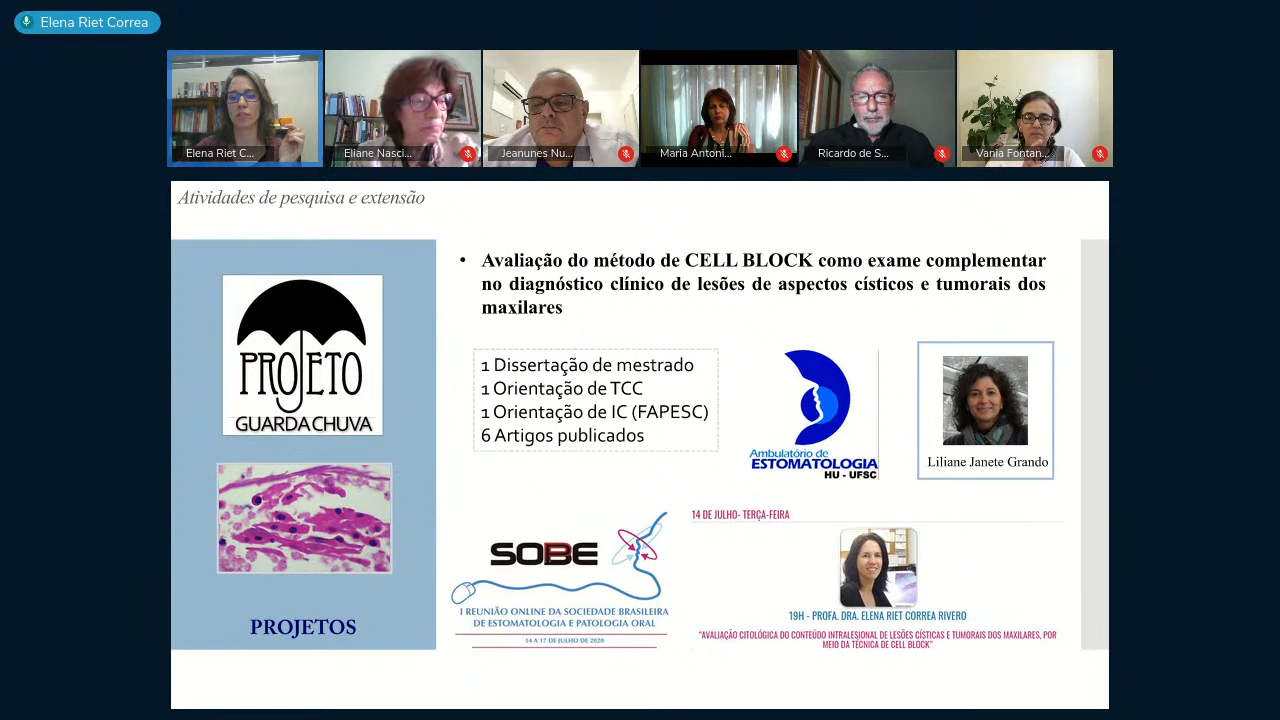 Elena Riet Correa
Elena Riet C...
Eliane Nasci...
Jeanunes Nu...
Maria Antoni...
Ricardo de S...
Vania Fontan...
Atividades de pesquisa e extensão
PROJETO
GUARDACHUVA
PROJETOS
• Avaliação do método de CELL BLOCK como exame complementar
no diagnóstico clínico de lesões de aspectos císticos e tumorais dos
maxilares
1 Dissertação de mestrado
1 Orientação de TCC
1 Orientação de IC (FAPESC)
6 Artigos publicados
Ambulatório de
ESTOMATOLOGIA
HU - UFSC
Liliane Janete Grando
SOBE
I REUNIÃO ONLINE DA SOCIEDADE BRASILEIRA
DE ESTOMATOLOGIA E PATOLOGIA ORAL
14 A 17 DE JULHO DE 2020
14 DE JULHO- TERÇA-FEIRA
19H - PROFA. DRA. ELENA RIET CORREA RIVERO
"AVALIAÇÃO CITOLÓGICA DO CONTEÚDO INTRALESIONAL DE LESÕES CÍSTICAS E TUMORAIS DOS MAXILARES, POR
MEIO DA TÉCNICA DE CELL BLOCK"